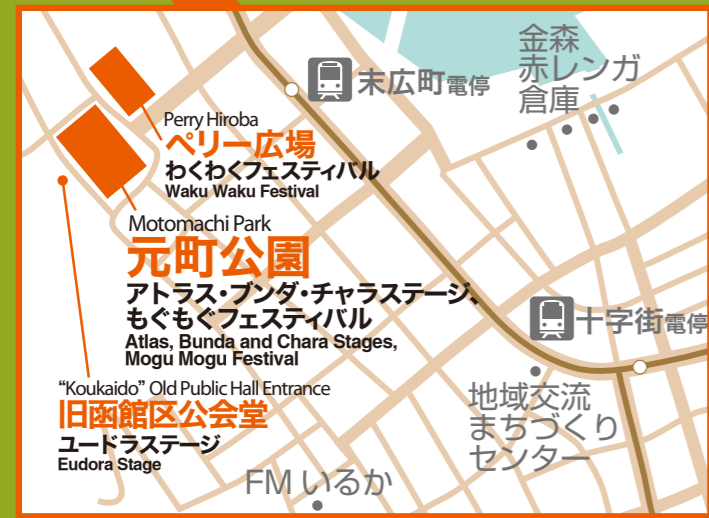 金森
赤レンガ
倉庫
末広町電停
Perry Hiroba
ペリー広場
わくわくフェスティバル
Waku Waku Festival
Motomachi Park
元町公園
アトラス・ブンダ・チャラステージ、
もぐもぐフェスティバル
Atlas, Bunda and Chara Stages,
Mogu Mogu Festival
十字街電停
"Koukaido" Old Public Hall Entrance
旧函館区公会堂
ユードラステージ
Eudora Stage
地域交流
まちづくり
センター
FMいるか